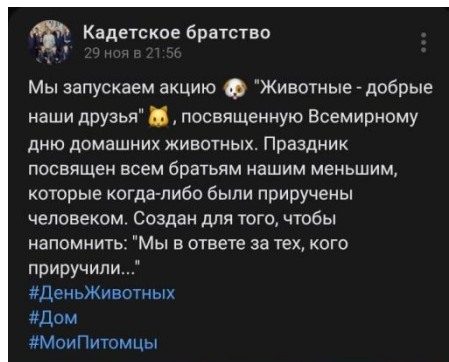 Кадетское братство
29 ноя в 21:56
Мы запускаем акцию 🐶 "Животные - добрые
наши друзья"🐱, посвященную Всемирному
дню домашних животных. Праздник
посвящен всем братьям нашим меньшим,
которые когда-либо были приручены
человеком. Создан для того, чтобы
напомнить: "Мы в ответе за тех, кого
приручили..."
#ДеньЖивотных
#Дом
#МоиПитомцы